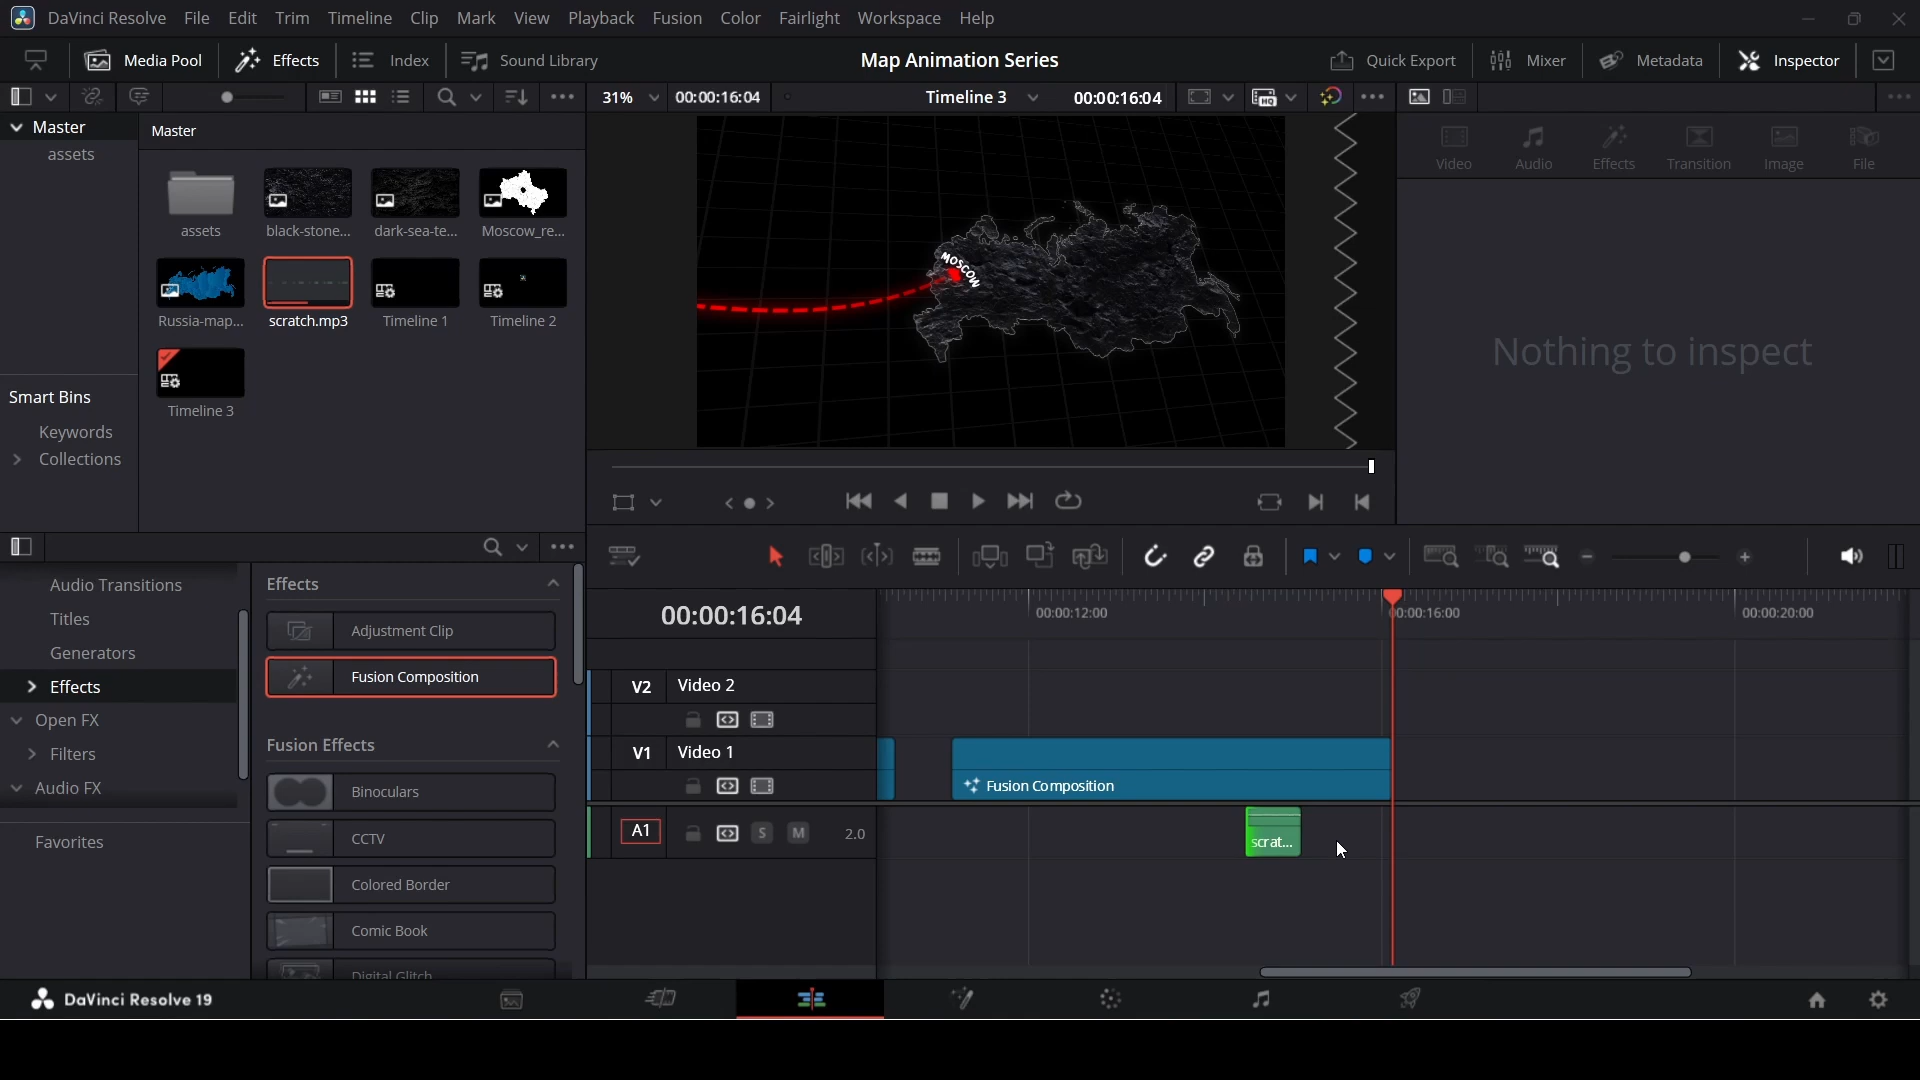 DaVinci Resolve File Edit Trim Timeline Clip Mark View Playback Fusion Color Fairlight Workspace Help
Media Pool Effects Index Sound Library Map Animation Series Quick Export Mixer Metadata Inspector
31% 00:00:16:04 Timeline 3 00:00:16:04
Master
assets
Master
Video Audio Effects Transition Image File
assets black-stone... dark-sea-te... Moscow_re...
Russia-map... scratch.mp3 Timeline 1 Timeline 2
Timeline 3
MOSCOW
Nothing to inspect
Smart Bins
Keywords
Collections
Audio Transitions
Titles
Generators
Effects
Open FX
Filters
Audio FX
Favorites
Effects
Adjustment Clip
Fusion Composition
Fusion Effects
Binoculars
CCTV
Colored Border
Comic Book
Digital Glitch
00:00:16:04
00:00:12:00 00:00:16:00 00:00:20:00
V2 Video 2
V1 Video 1
Fusion Composition
A1 S M 2.0
scrat...
DaVinci Resolve 19